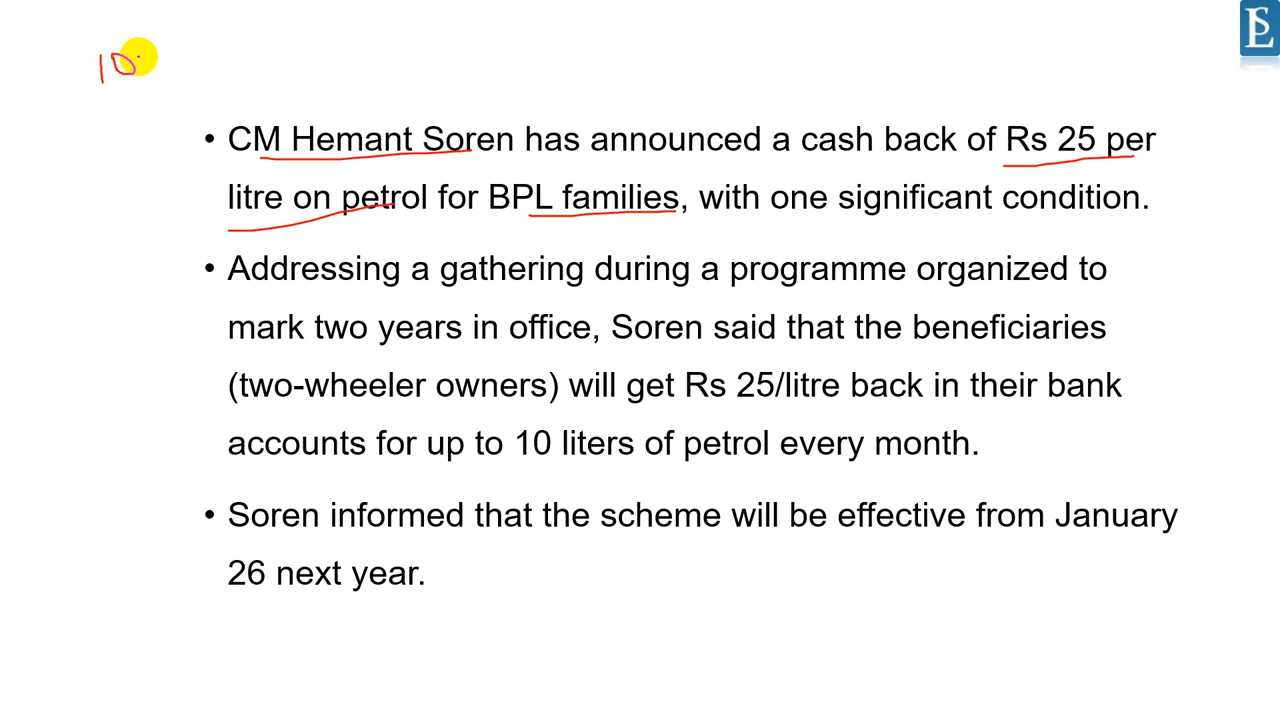 10
LS
• CM Hemant Soren has announced a cash back of Rs 25 per
litre on petrol for BPL families, with one significant condition.
• Addressing a gathering during a programme organized to
mark two years in office, Soren said that the beneficiaries
(two-wheeler owners) will get Rs 25/litre back in their bank
accounts for up to 10 liters of petrol every month.
• Soren informed that the scheme will be effective from January
26 next year.